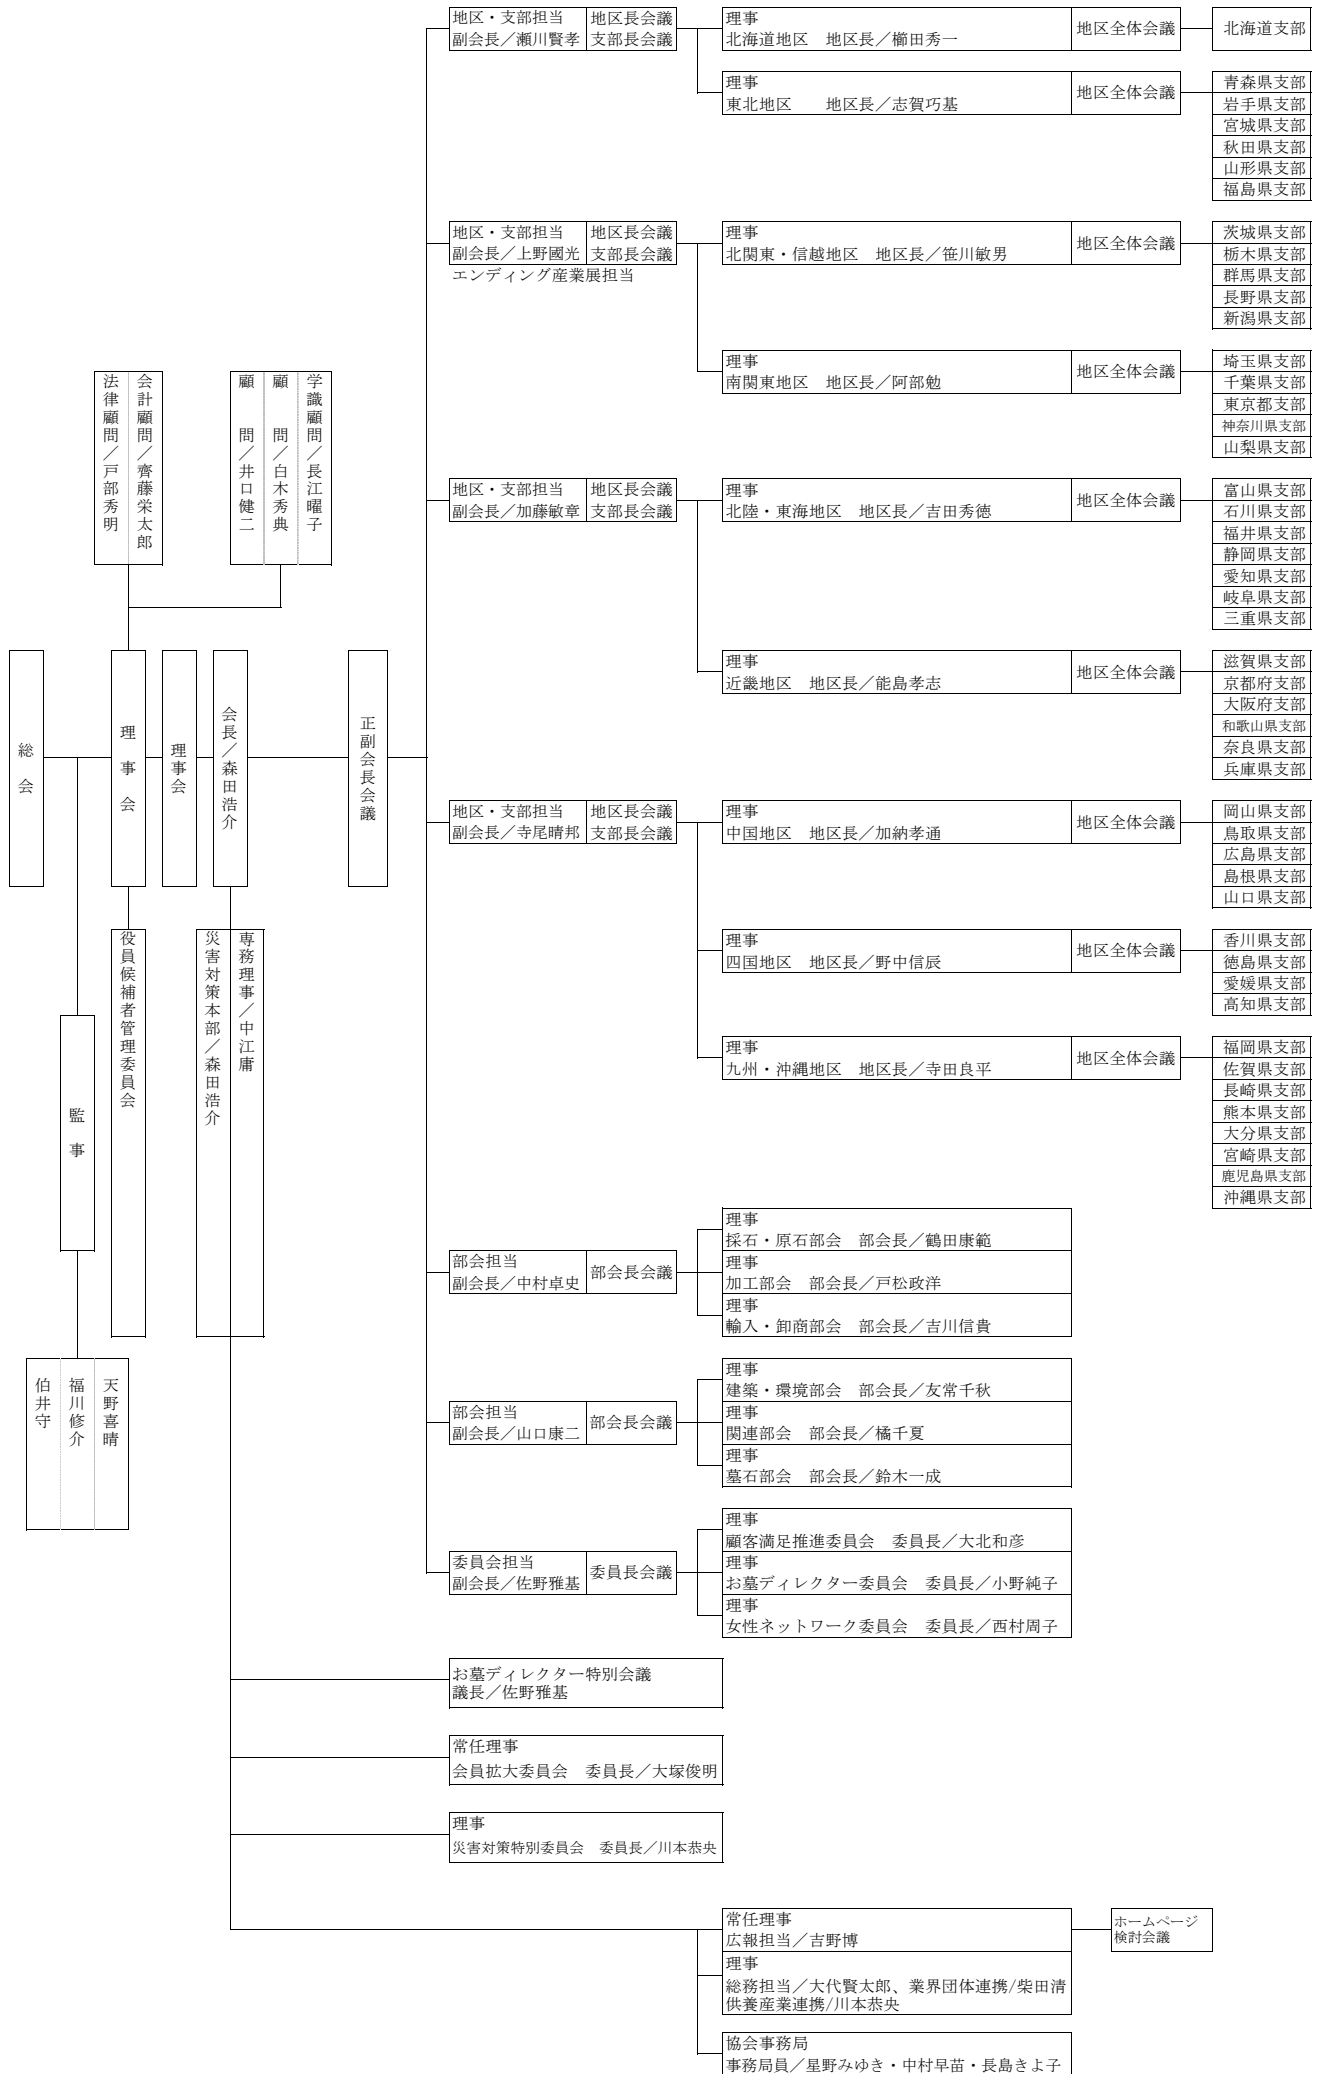 総会
理事会
理事会
会長／森田浩介
正副会長会議
法律顧問／戸部秀明
会計顧問／齊藤栄太郎
顧　問／井口健二
顧　問／白木秀典
学識顧問／長江曜子
役員候補者管理委員会
災害対策本部／森田浩介
専務理事／中江庸
監事
伯井守
福川修介
天野喜晴
地区・支部担当
副会長／瀬川賢孝
地区長会議
支部長会議
理事
北海道地区　地区長／櫛田秀一
地区全体会議
北海道支部
理事
東北地区　　地区長／志賀巧基
地区全体会議
青森県支部
岩手県支部
宮城県支部
秋田県支部
山形県支部
福島県支部
地区・支部担当
副会長／上野國光
地区長会議
支部長会議
エンディング産業展担当
理事
北関東・信越地区　地区長／笹川敏男
地区全体会議
茨城県支部
栃木県支部
群馬県支部
長野県支部
新潟県支部
理事
南関東地区　地区長／阿部勉
地区全体会議
埼玉県支部
千葉県支部
東京都支部
神奈川県支部
山梨県支部
地区・支部担当
副会長／加藤敏章
地区長会議
支部長会議
理事
北陸・東海地区　地区長／吉田秀徳
地区全体会議
富山県支部
石川県支部
福井県支部
静岡県支部
愛知県支部
岐阜県支部
三重県支部
理事
近畿地区　地区長／能島孝志
地区全体会議
滋賀県支部
京都府支部
大阪府支部
和歌山県支部
奈良県支部
兵庫県支部
地区・支部担当
副会長／寺尾晴邦
地区長会議
支部長会議
理事
中国地区　地区長／加納孝通
地区全体会議
岡山県支部
鳥取県支部
広島県支部
島根県支部
山口県支部
理事
四国地区　地区長／野中信辰
地区全体会議
香川県支部
徳島県支部
愛媛県支部
高知県支部
理事
九州・沖縄地区　地区長／寺田良平
地区全体会議
福岡県支部
佐賀県支部
長崎県支部
熊本県支部
大分県支部
宮崎県支部
鹿児島県支部
沖縄県支部
部会担当
副会長／中村卓史
部会長会議
理事
採石・原石部会　部会長／鶴田康範
理事
加工部会　部会長／戸松政洋
理事
輸入・卸商部会　部会長／吉川信貴
部会担当
副会長／山口康二
部会長会議
理事
建築・環境部会　部会長／友常千秋
理事
関連部会　部会長／橘千夏
理事
墓石部会　部会長／鈴木一成
委員会担当
副会長／佐野雅基
委員長会議
理事
顧客満足推進委員会　委員長／大北和彦
理事
お墓ディレクター委員会　委員長／小野純子
理事
女性ネットワーク委員会　委員長／西村周子
お墓ディレクター特別会議
議長／佐野雅基
常任理事
会員拡大委員会　委員長／大塚俊明
理事
災害対策特別委員会　委員長／川本恭央
常任理事
広報担当／吉野博
ホームページ
検討会議
理事
総務担当／大代賢太郎、業界団体連携/柴田清
供養産業連携/川本恭央
協会事務局
事務局員／星野みゆき・中村早苗・長島きよ子